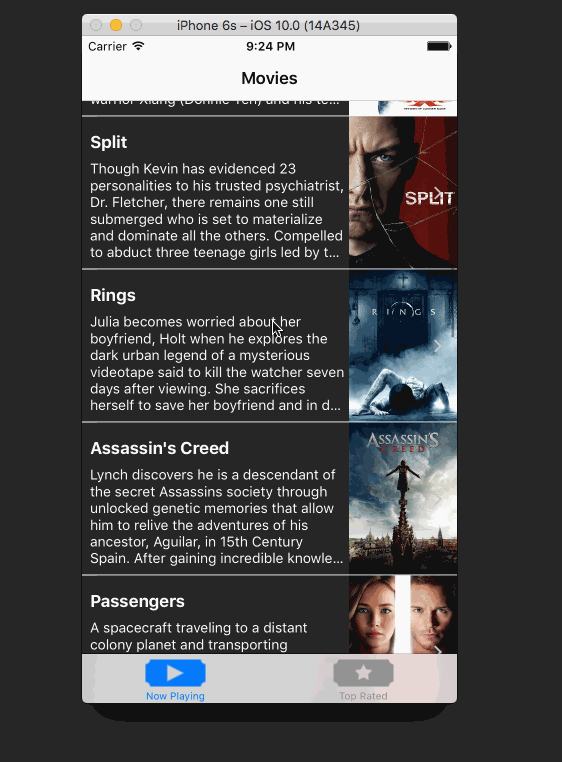 iPhone 6s – iOS 10.0 (14A345)
Carrier 9:24 PM
Movies
warrior Xiang (Donnie Yen) and his te...
Split
Though Kevin has evidenced 23
personalities to his trusted psychiatrist,
Dr. Fletcher, there remains one still
submerged who is set to materialize
and dominate all the others. Compelled
to abduct three teenage girls led by t...
SPLIT
Rings
Julia becomes worried about her
boyfriend, Holt when he explores the
dark urban legend of a mysterious
videotape said to kill the watcher seven
days after viewing. She sacrifices
herself to save her boyfriend and in d...
RINGS
Assassin's Creed
Lynch discovers he is a descendant of
the secret Assassins society through
unlocked genetic memories that allow
him to relive the adventures of his
ancestor, Aguilar, in 15th Century
Spain. After gaining incredible knowle...
ASSASSIN'S
CREED
Passengers
A spacecraft traveling to a distant
colony planet and transporting
Now Playing
Top Rated